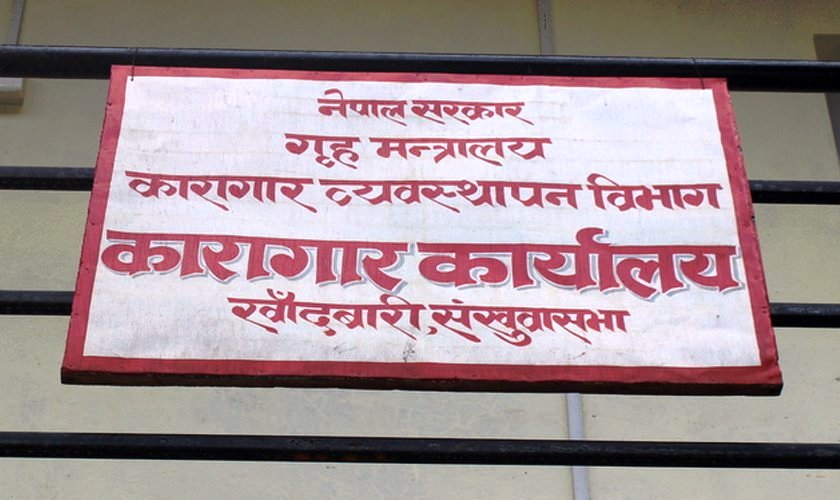 नेपाल सरकार
गृह मन्त्रालय
कारागार व्यवस्थापन विभाग
कारागार कार्यालय
खाँदबारी, संखुवासभा